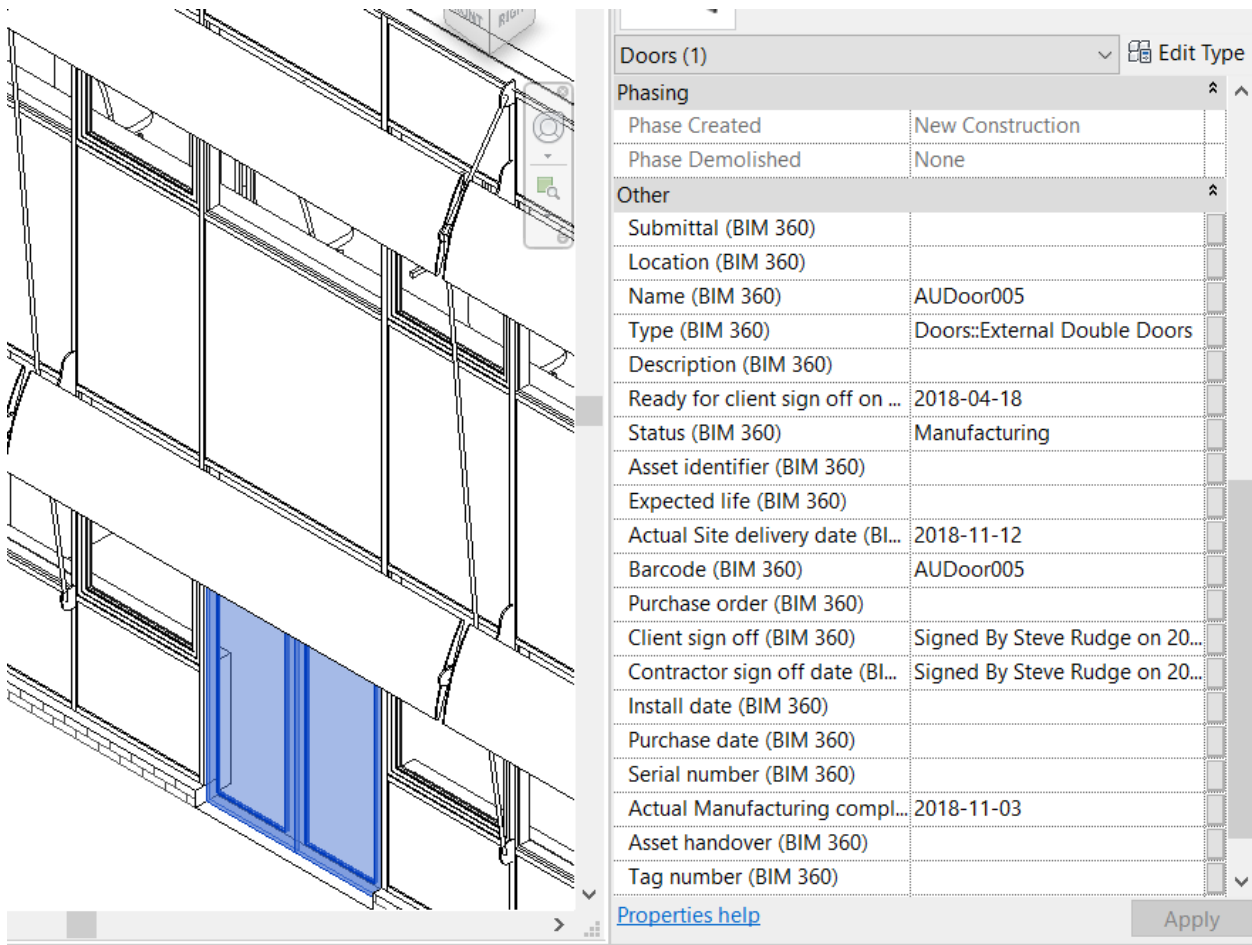 FRONT RIGHT
Doors (1) Edit Type
Phasing
Phase Created New Construction
Phase Demolished None
Other
Submittal (BIM 360)
Location (BIM 360)
Name (BIM 360) AUDoor005
Type (BIM 360) Doors::External Double Doors
Description (BIM 360)
Ready for client sign off on ... 2018-04-18
Status (BIM 360) Manufacturing
Asset identifier (BIM 360)
Expected life (BIM 360)
Actual Site delivery date (BI... 2018-11-12
Barcode (BIM 360) AUDoor005
Purchase order (BIM 360)
Client sign off (BIM 360) Signed By Steve Rudge on 20...
Contractor sign off date (BI... Signed By Steve Rudge on 20...
Install date (BIM 360)
Purchase date (BIM 360)
Serial number (BIM 360)
Actual Manufacturing compl... 2018-11-03
Asset handover (BIM 360)
Tag number (BIM 360)
Properties help Apply